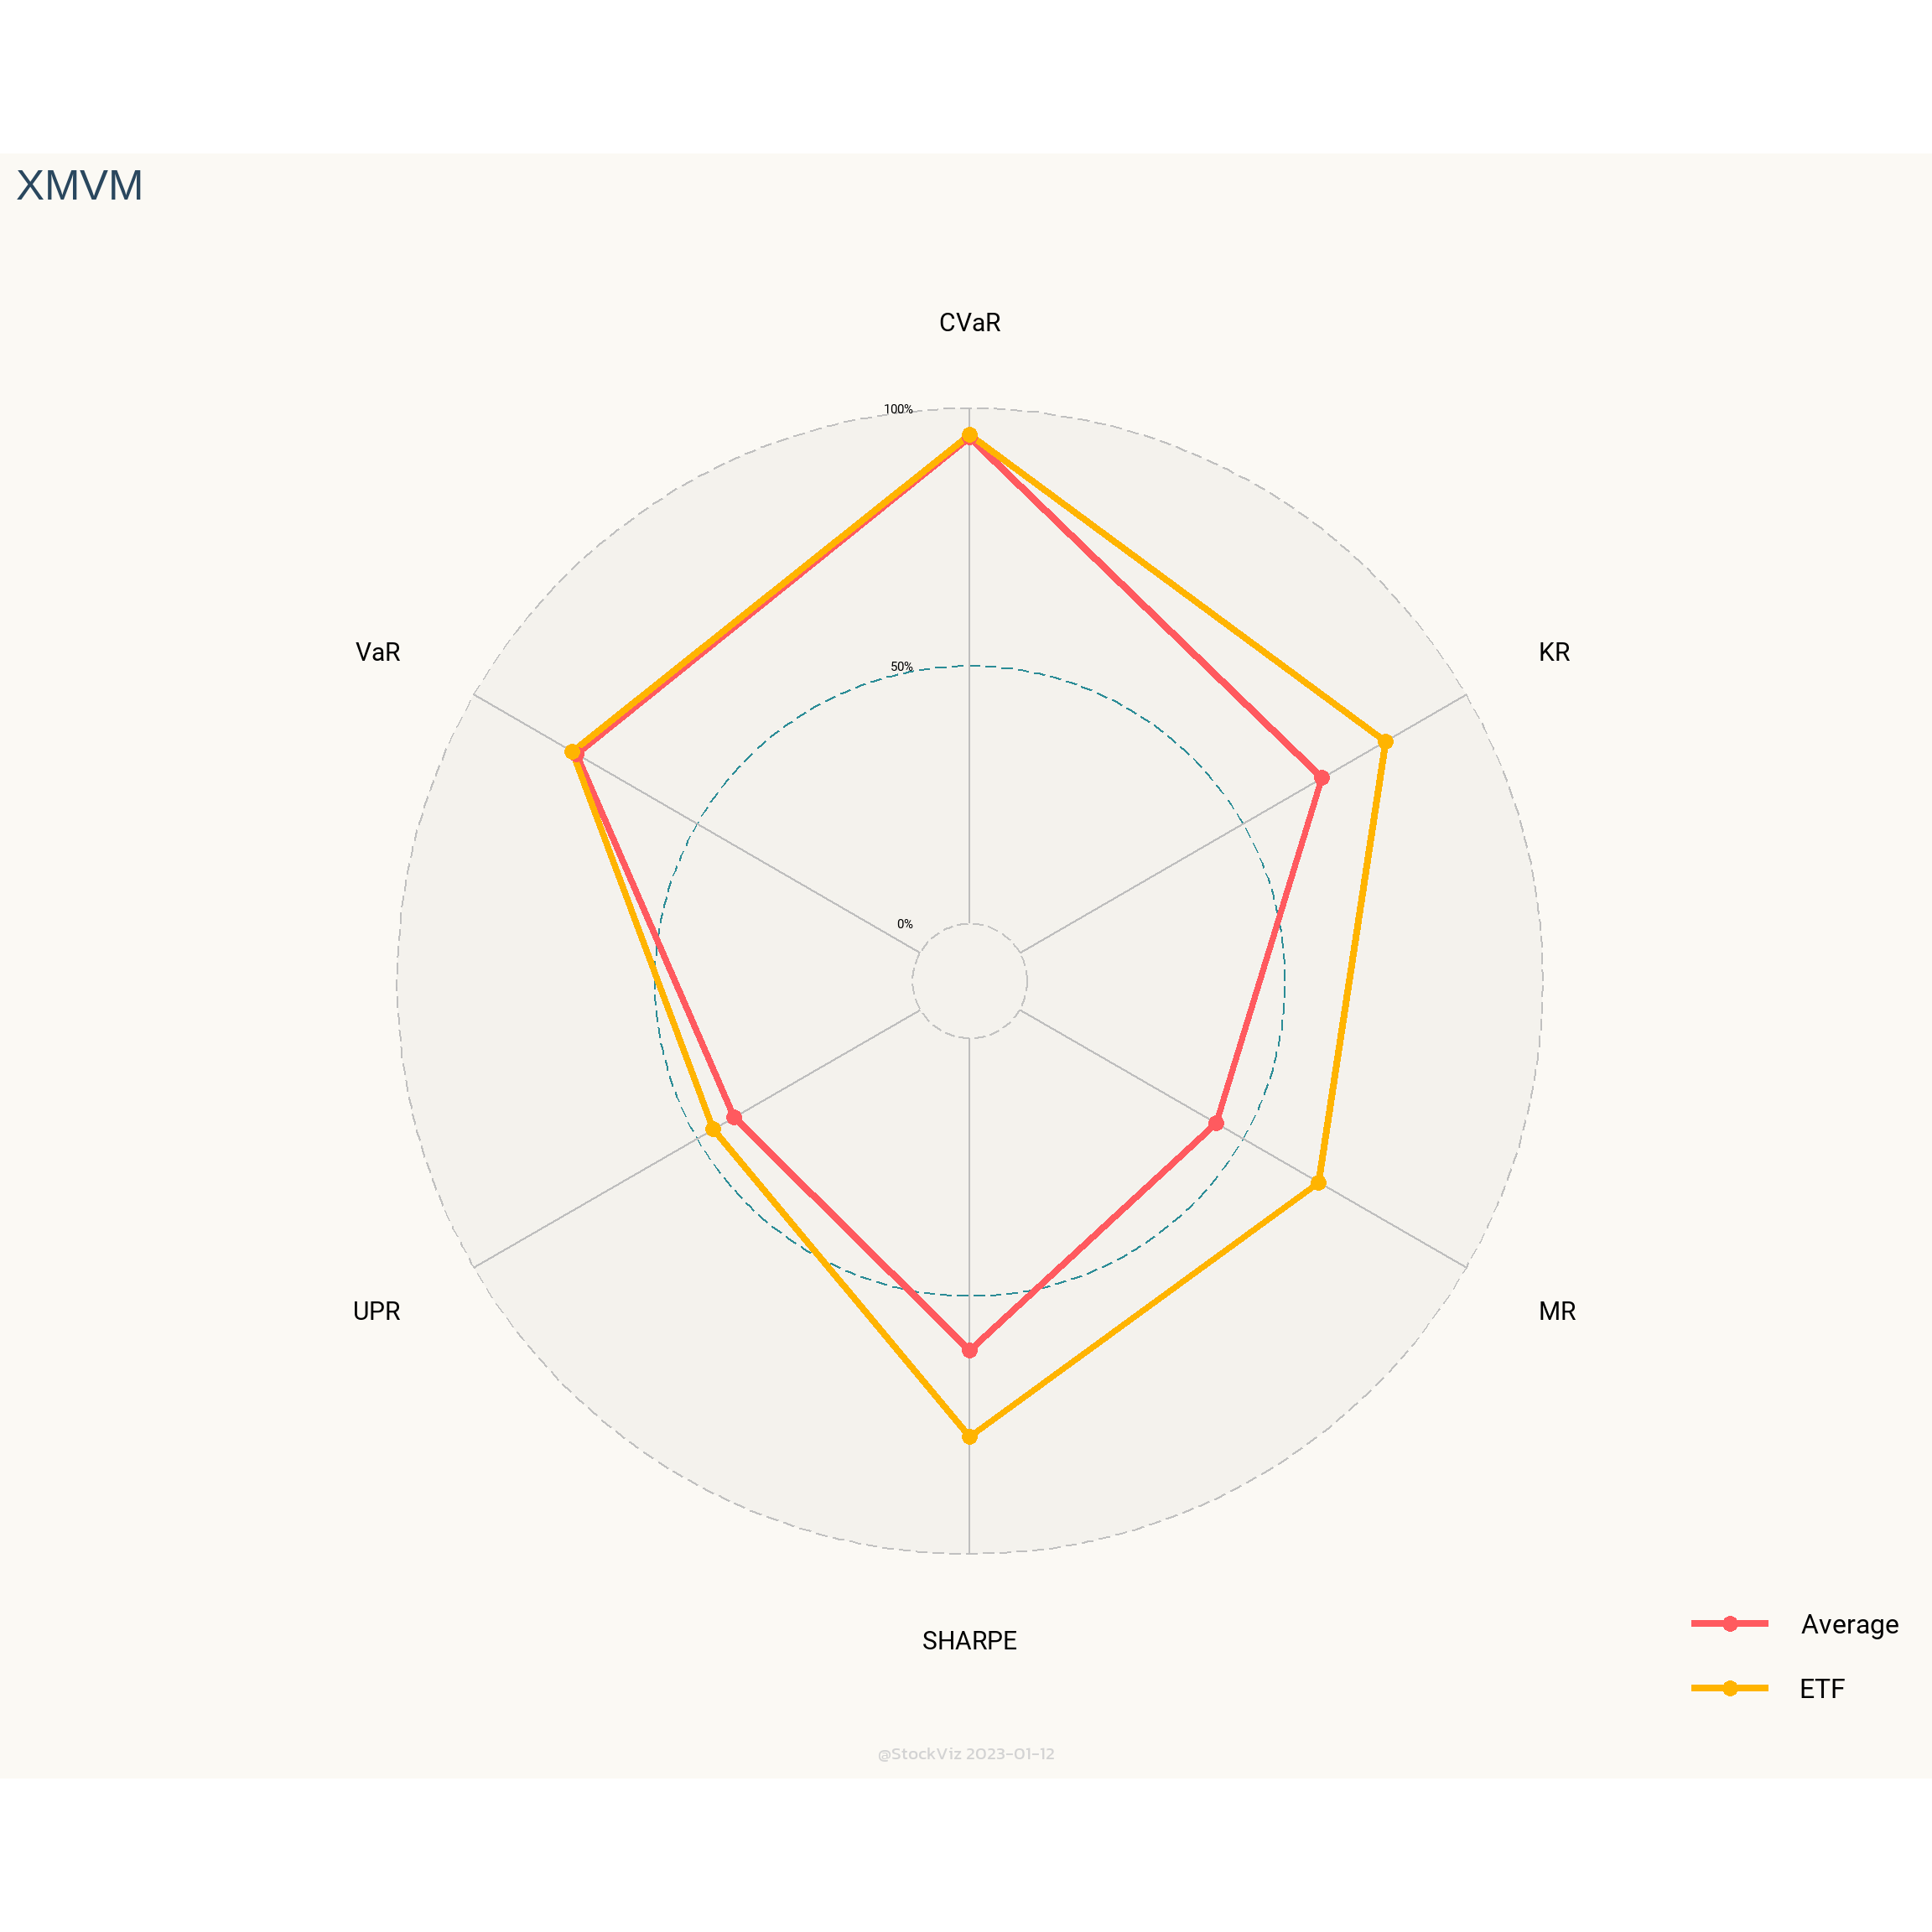 XMVM
CVaR
100%
VaR
KR
50%
0%
UPR
MR
SHARPE
Average
ETF
@StockViz 2023-01-12